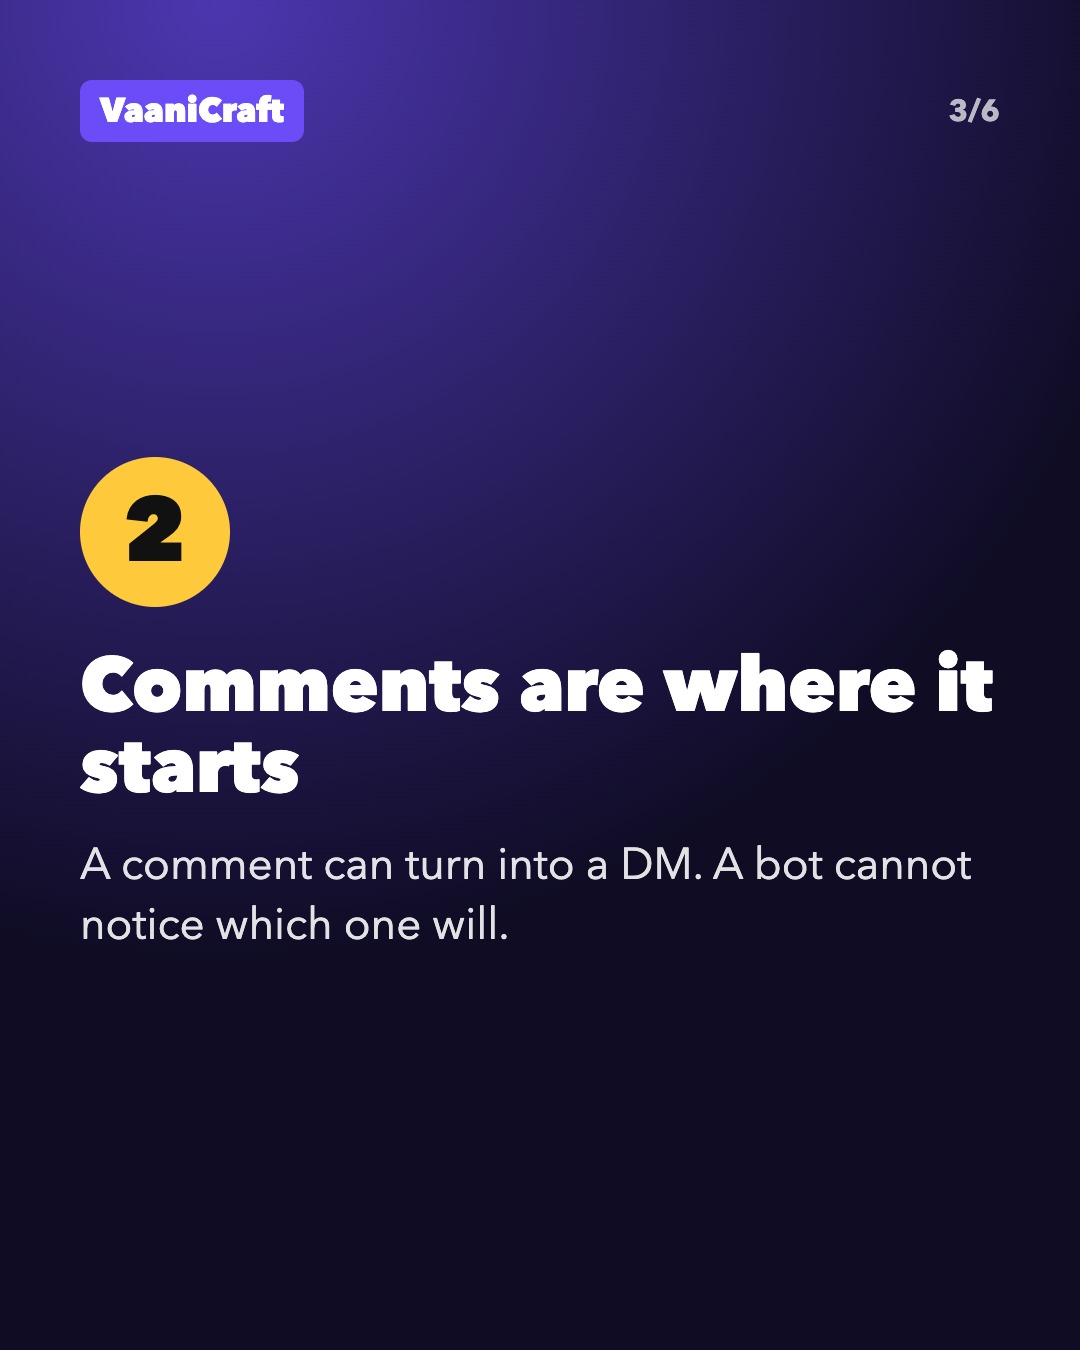 VaaniCraft
3/6
2
Comments are where it
starts
A comment can turn into a DM. A bot cannot
notice which one will.